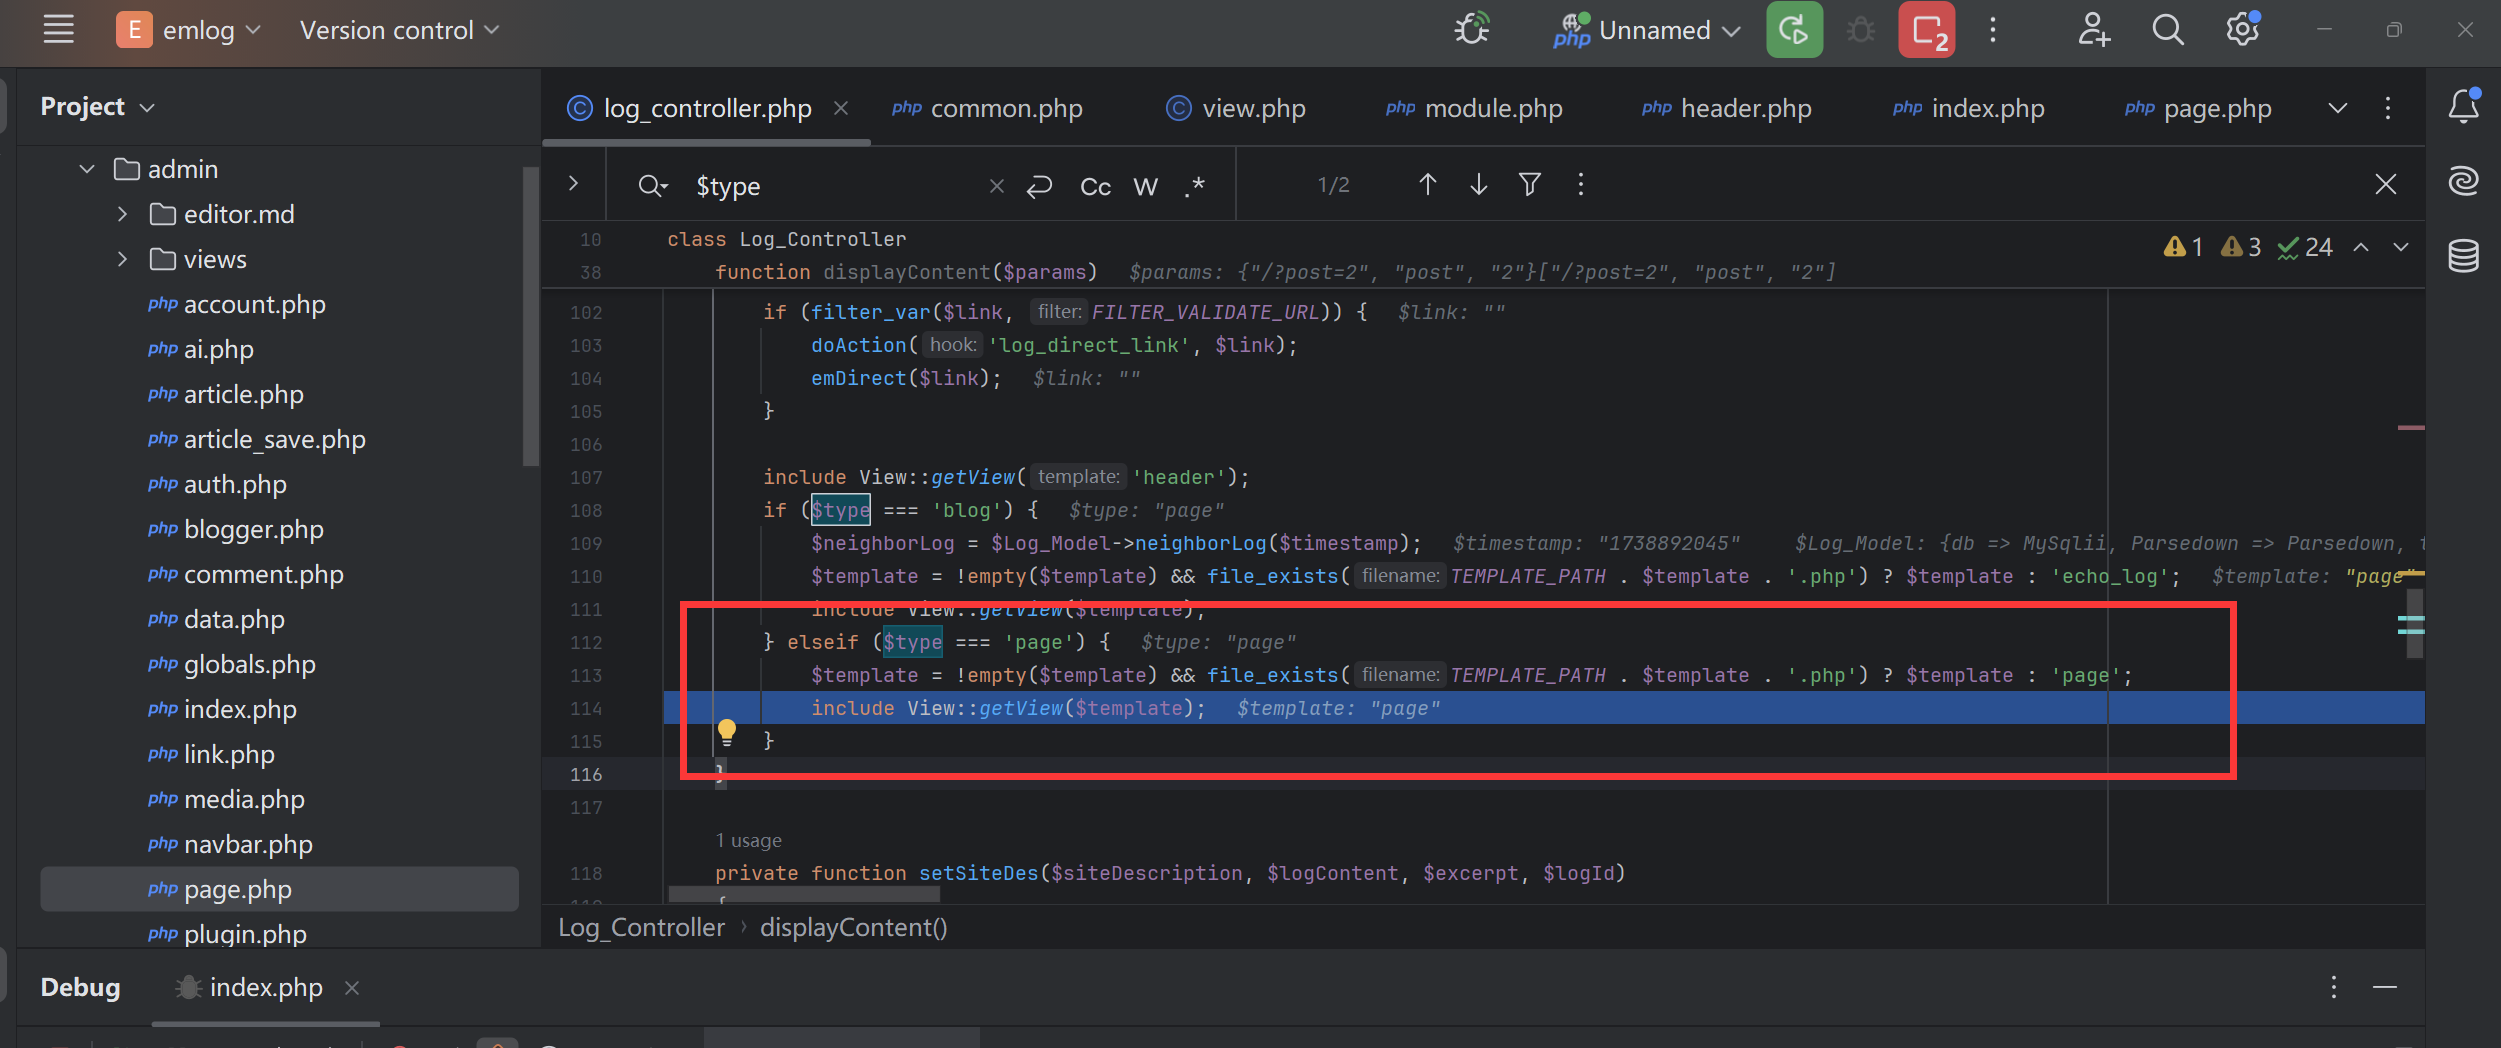 E emlog Version control php Unnamed 2
Project
log_controller.php php common.php view.php php module.php php header.php php index.php php page.php
admin
editor.md
views
php account.php
php ai.php
php article.php
php article_save.php
php auth.php
php blogger.php
php comment.php
php data.php
php globals.php
php index.php
php link.php
php media.php
php navbar.php
php page.php
php plugin.php
$type Cc W .* 1/2
1 3 24
10 class Log_Controller
38 function displayContent($params) $params: {"/?post=2", "post", "2"}["/?post=2", "post", "2"]
102 if (filter_var($link, filter: FILTER_VALIDATE_URL)) { $link: ""
103 doAction( hook: 'log_direct_link', $link);
104 emDirect($link); $link: ""
105 }
106
107 include View::getView( template: 'header');
108 if ($type === 'blog') { $type: "page"
109 $neighborLog = $Log_Model->neighborLog($timestamp); $timestamp: "1738892045" $Log_Model: {db => MySqlii, Parsedown => Parsedown, t
110 $template = !empty($template) && file_exists( filename: TEMPLATE_PATH . $template . '.php') ? $template : 'echo_log'; $template: "page"
111 include View::getView($template);
112 } elseif ($type === 'page') { $type: "page"
113 $template = !empty($template) && file_exists( filename: TEMPLATE_PATH . $template . '.php') ? $template : 'page';
114 include View::getView($template); $template: "page"
115 }
116 }
117
1 usage
118 private function setSiteDes($siteDescription, $logContent, $excerpt, $logId)
{
Log_Controller › displayContent()
Debug index.php